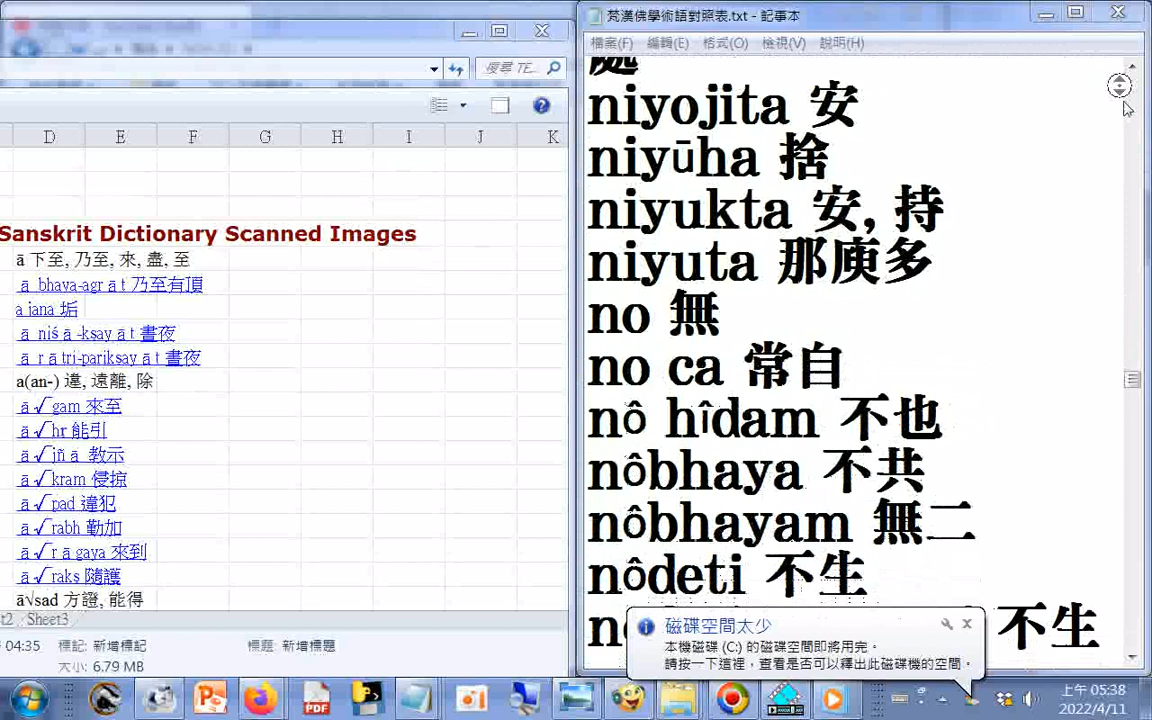 搜尋 TE...
D E F G H I J K
Sanskrit Dictionary Scanned Images
ā 下至, 乃至, 來, 盡, 至
ā bhava-agr ā t 乃至有頂
a jana 垢
ā niś ā -ksay ā t 晝夜
ā r ā tri-pariksay ā t 晝夜
a(an-) 違, 遠離, 除
ā√gam 來至
ā√hr 能引
ā√jñ ā 教示
ā√kram 侵掠
ā√pad 違犯
ā√rabh 勤加
ā√r ā gaya 來到
ā√raks 隨護
ā√sad 方證, 能得
t2 Sheet3
04:35 標記: 新增標記 標題: 新增標題
大小: 6.79 MB
梵漢佛學術語對照表.txt - 記事本
檔案(F) 編輯(E) 格式(O) 檢視(V) 說明(H)
處
niyojita 安
niyūha 捨
niyukta 安, 持
niyuta 那庾多
no 無
no ca 常自
nô hîdam 不也
nôbhaya 不共
nôbhayam 無二
nôdeti 不生
不生
磁碟空間太少
本機磁碟 (C:) 的磁碟空間即將用完。
請按一下這裡，查看是否可以釋出此磁碟機的空間。
上午 05:38
2022/4/11